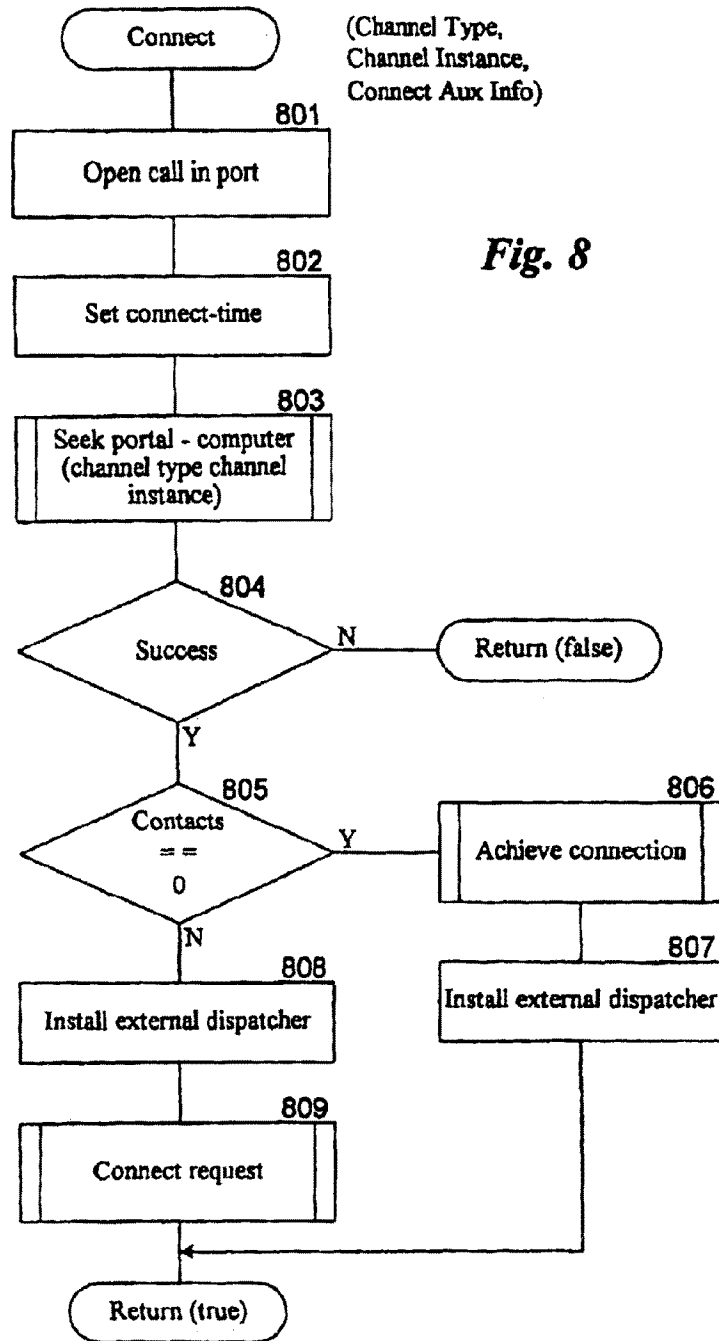 Connect
(Channel Type,
Channel Instance,
Connect Aux Info)
801
Open call in port
Fig. 8
802
Set connect-time
803
Seek portal - computer
(channel type channel
instance)
804
Success
N
Return (false)
Y
805
Contacts
= =
0
Y
806
Achieve connection
N
807
Install external dispatcher
808
Install external dispatcher
809
Connect request
Return (true)